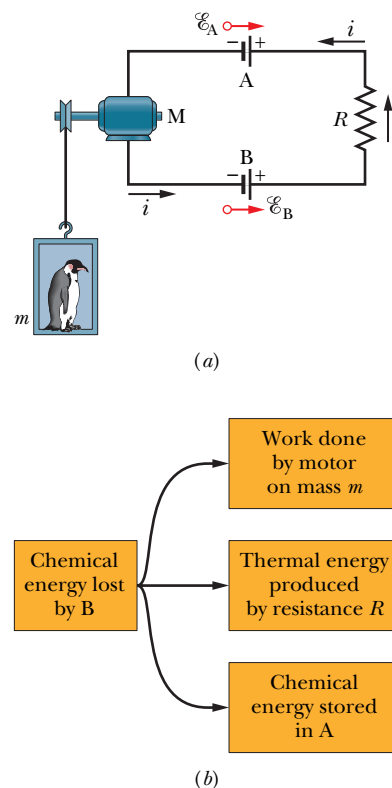 ℰA
i
− +
A
M
R
B
− +
i
ℰB
m
(a)
Work done
by motor
on mass m
Chemical
energy lost
by B
Thermal energy
produced
by resistance R
Chemical
energy stored
in A
(b)